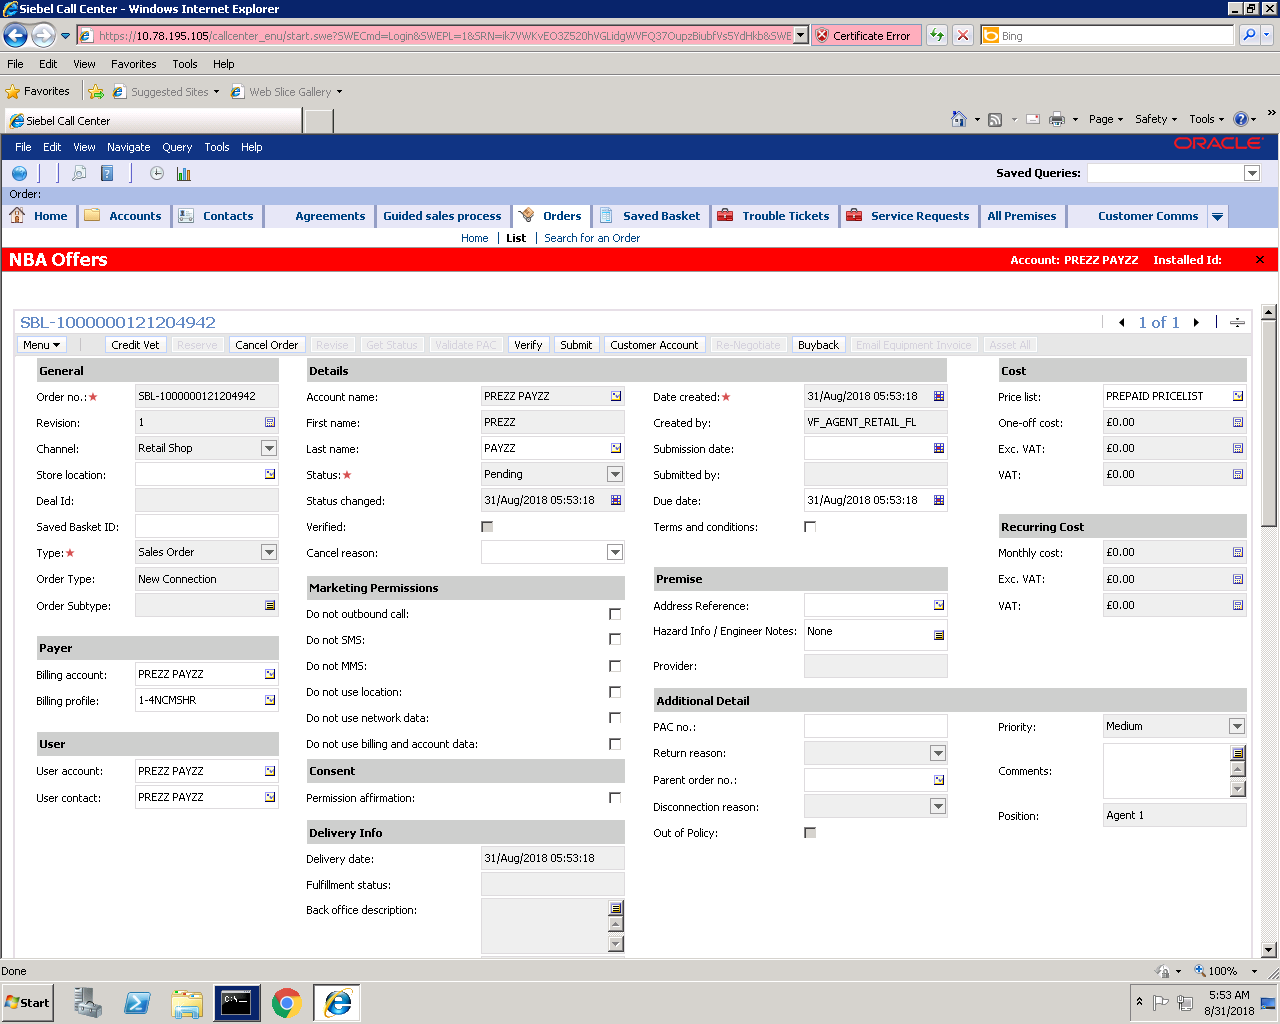 Siebel Call Center - Windows Internet Explorer
https://10.78.195.105/callcenter_enu/start.swe?SWECmd=Login&SWEPL=1&SRN=ik7VWKvEO3Z520hVGLidgWVFQ37OupzBiubfVs5YdHkb&SWE
Certificate Error
Bing
File Edit View Favorites Tools Help
Favorites Suggested Sites Web Slice Gallery
Siebel Call Center
Page Safety Tools »
File Edit View Navigate Query Tools Help
ORACLE
Saved Queries:
Order:
Home Accounts Contacts Agreements Guided sales process Orders Saved Basket Trouble Tickets Service Requests All Premises Customer Comms
Home List Search for an Order
NBA Offers
Account: PREZZ PAYZZ Installed Id:
SBL-1000000121204942
1 of 1
Menu Credit Vet Reserve Cancel Order Revise Get Status Validate PAC Verify Submit Customer Account Re-Negotiate Buyback Email Equipment Invoice Asset All
General
Order no.:★ SBL-1000000121204942
Revision: 1
Channel: Retail Shop
Store location:
Deal Id:
Saved Basket ID:
Type:★ Sales Order
Order Type: New Connection
Order Subtype:
Payer
Billing account: PREZZ PAYZZ
Billing profile: 1-4NCMSHR
User
User account: PREZZ PAYZZ
User contact: PREZZ PAYZZ
Details
Account name: PREZZ PAYZZ
First name: PREZZ
Last name: PAYZZ
Status:★ Pending
Status changed: 31/Aug/2018 05:53:18
Verified:
Cancel reason:
Marketing Permissions
Do not outbound call:
Do not SMS:
Do not MMS:
Do not use location:
Do not use network data:
Do not use billing and account data:
Consent
Permission affirmation:
Delivery Info
Delivery date: 31/Aug/2018 05:53:18
Fulfillment status:
Back office description:
Date created:★ 31/Aug/2018 05:53:18
Created by: VF_AGENT_RETAIL_FL
Submission date:
Submitted by:
Due date: 31/Aug/2018 05:53:18
Terms and conditions:
Premise
Address Reference:
Hazard Info / Engineer Notes: None
Provider:
Additional Detail
PAC no.:
Return reason:
Parent order no.:
Disconnection reason:
Out of Policy:
Cost
Price list: PREPAID PRICELIST
One-off cost: £0.00
Exc. VAT: £0.00
VAT: £0.00
Recurring Cost
Monthly cost: £0.00
Exc. VAT: £0.00
VAT: £0.00
Priority: Medium
Comments:
Position: Agent 1
Done
100%
Start
5:53 AM
8/31/2018